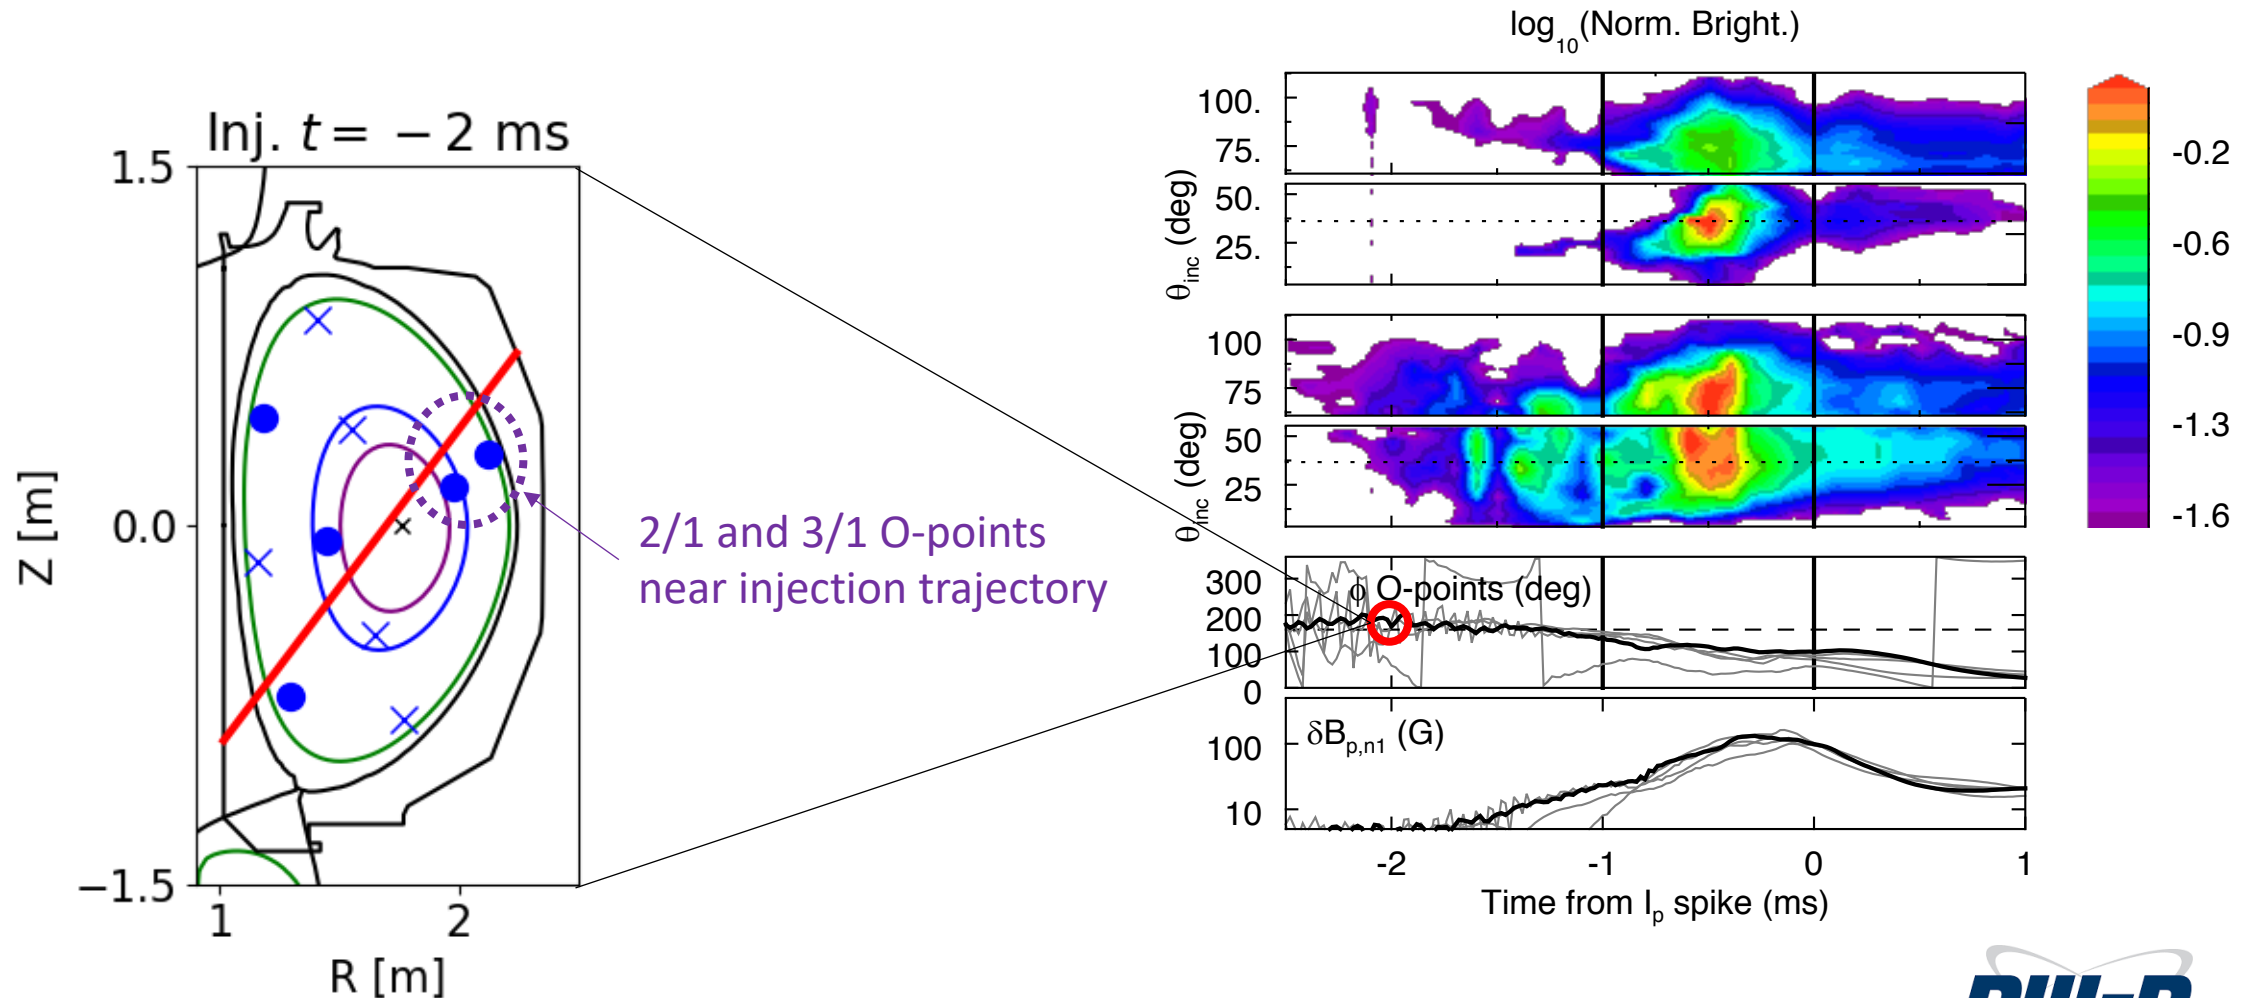 Inj. t = − 2 ms
1.5
0.0
−1.5
Z [m]
1
2
R [m]
2/1 and 3/1 O-points
near injection trajectory
log10(Norm. Bright.)
100.
75.
50.
25.
θinc (deg)
100
75
50
25
θinc (deg)
-0.2
-0.6
-0.9
-1.3
-1.6
300
200
100
0
ϕ O-points (deg)
100
10
δBp,n1 (G)
-2
-1
0
1
Time from Ip spike (ms)